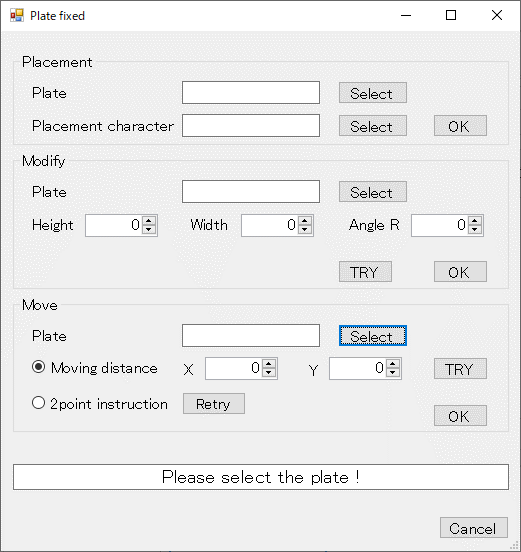 Plate fixed
Placement
Plate Select
Placement character Select OK
Modify
Plate Select
Height 0 Width 0 Angle R 0
TRY OK
Move
Plate Select
Moving distance X 0 Y 0 TRY
2point instruction Retry
OK
Please select the plate !
Cancel